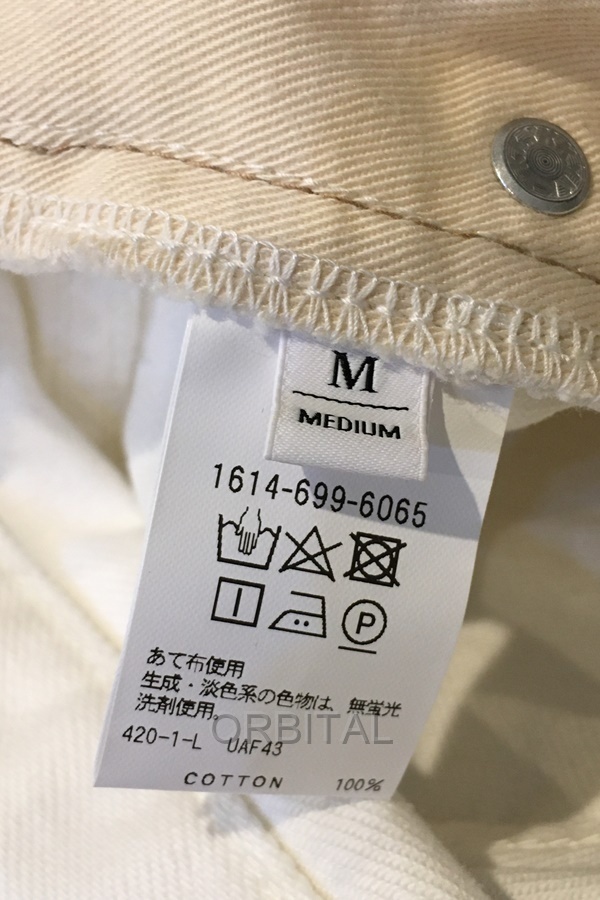 M
MEDIUM
1614-699-6065
P
あて布使用
生成・淡色系の色物は、無蛍光
洗剤使用。
ORBITAL
420-1-L UAF43
COTTON 100%